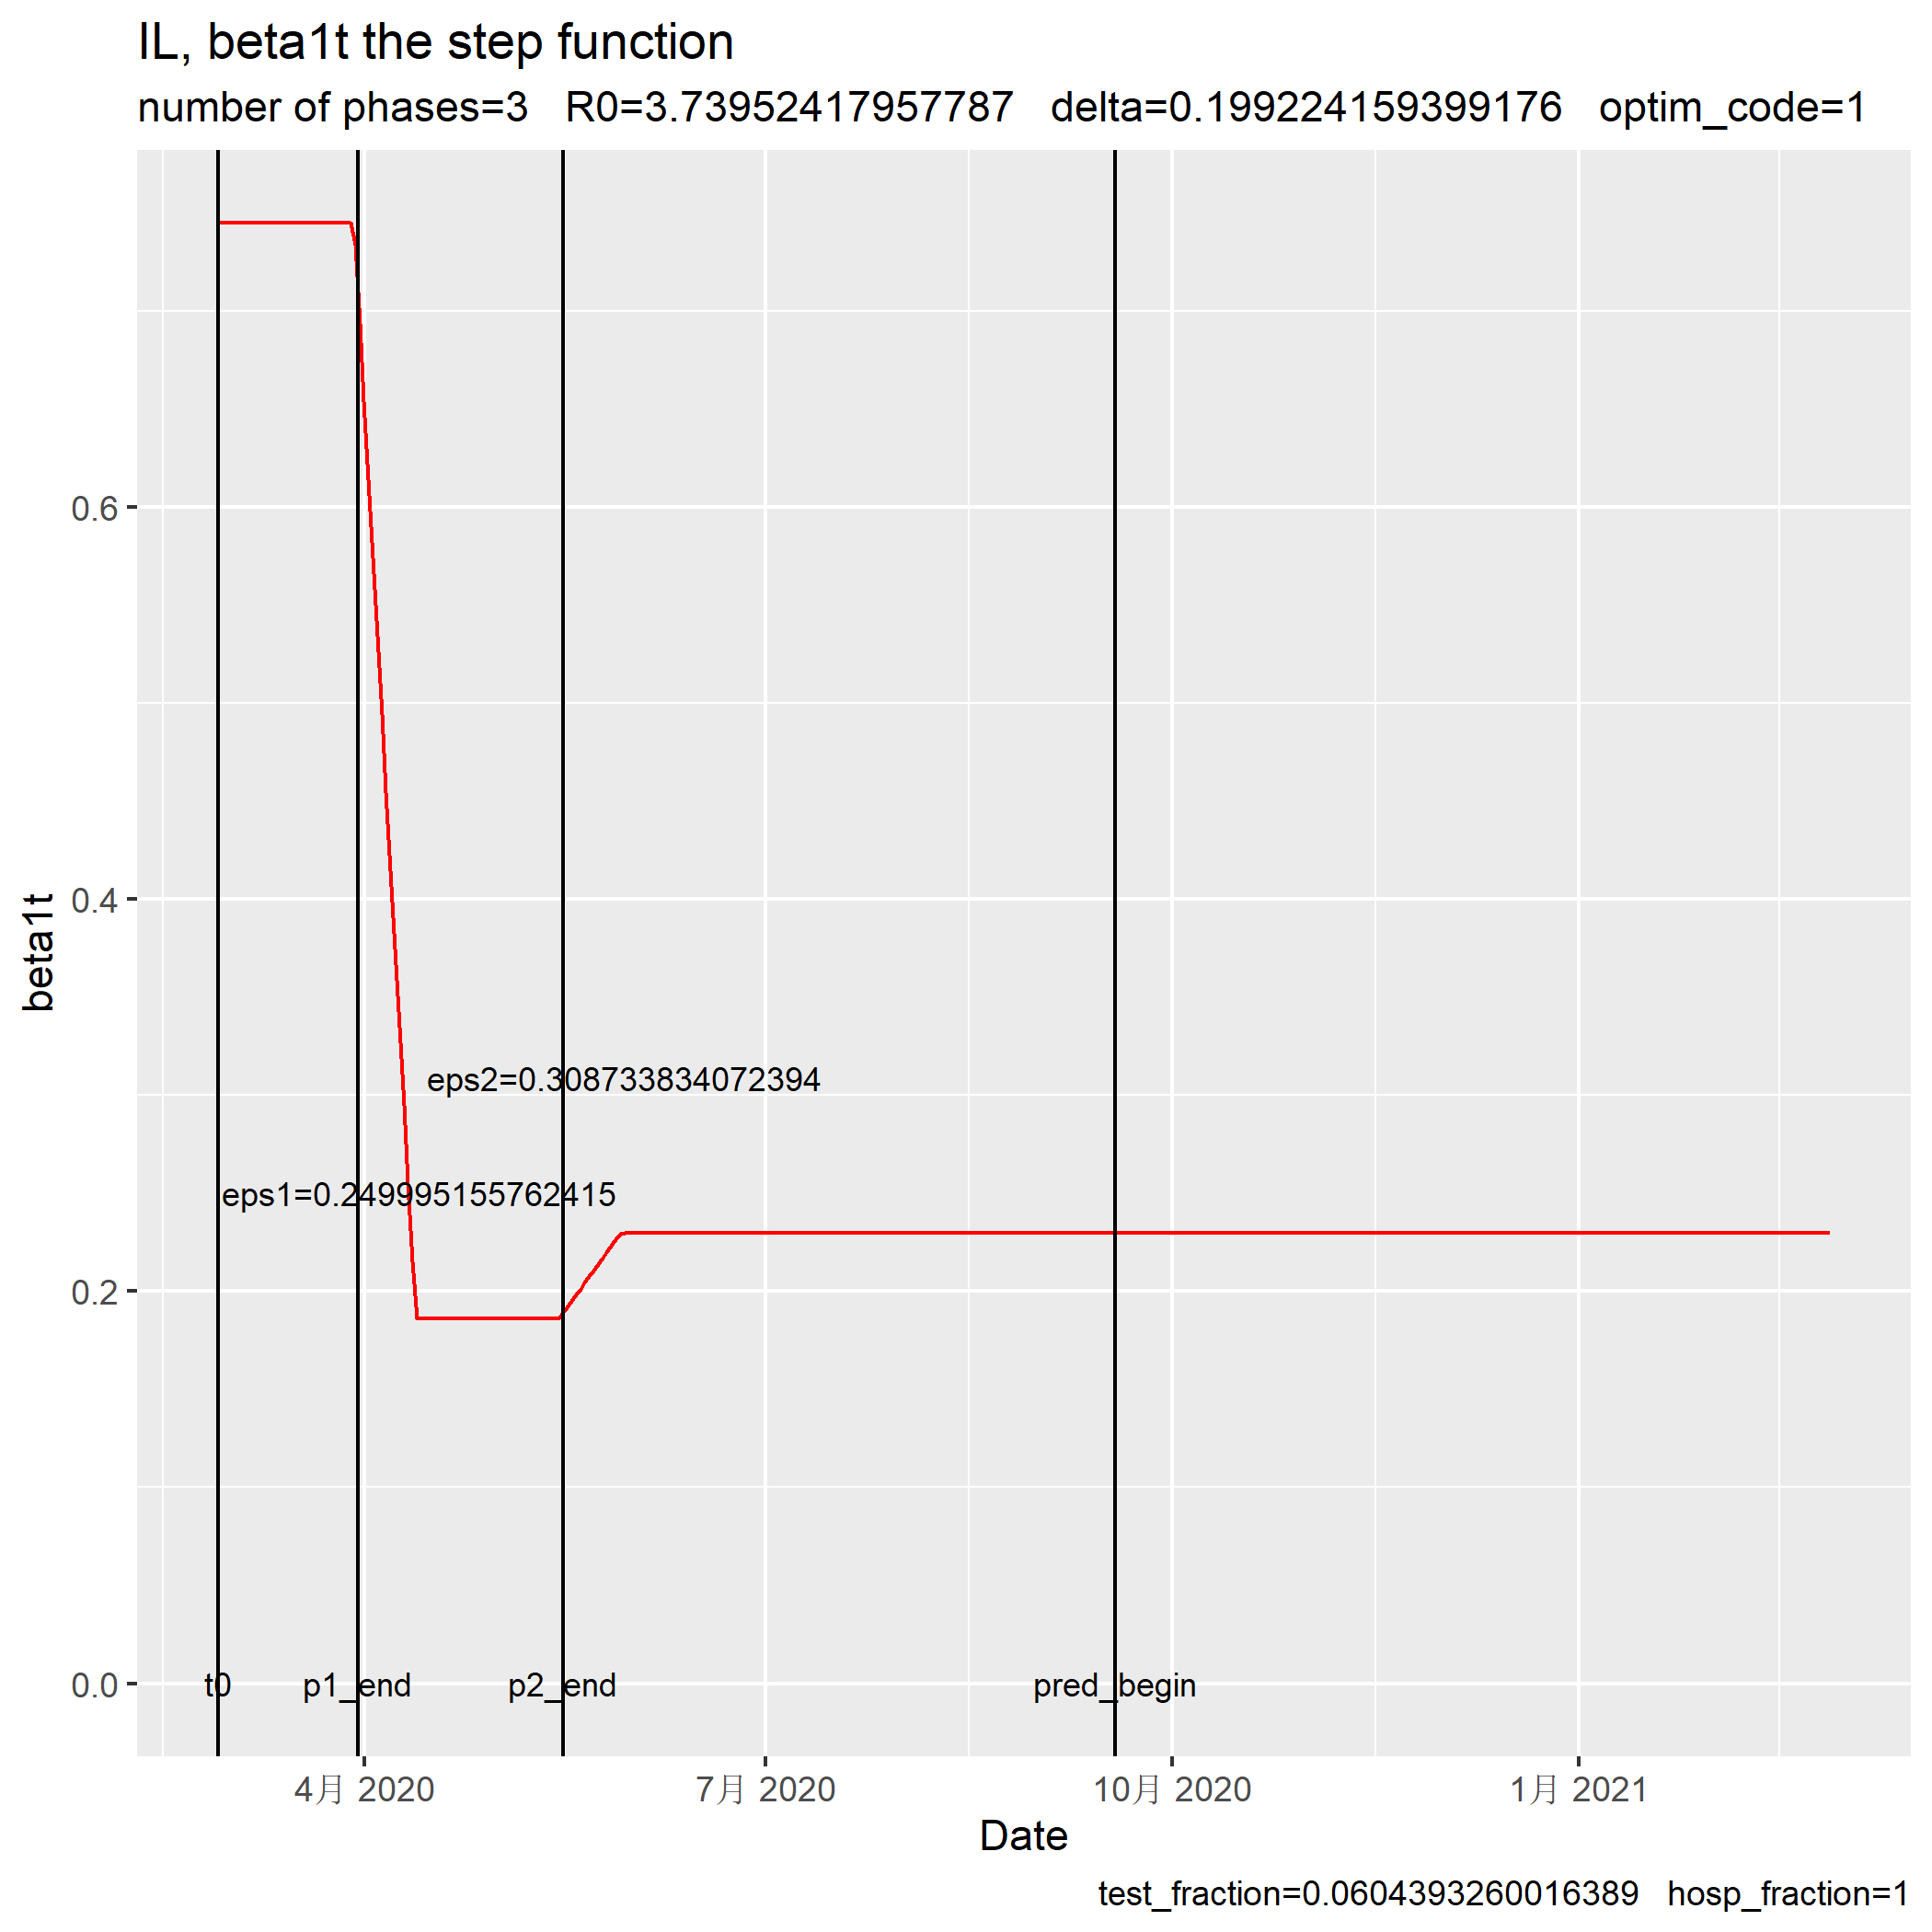 IL, beta1t the step function
number of phases=3   R0=3.73952417957787   delta=0.199224159399176   optim_code=1
beta1t
0.6
0.4
0.2
0.0
eps2=0.308733834072394
eps1=0.249995155762415
t0
p1_end
p2_end
pred_begin
4月 2020
7月 2020
10月 2020
1月 2021
Date
test_fraction=0.0604393260016389   hosp_fraction=1